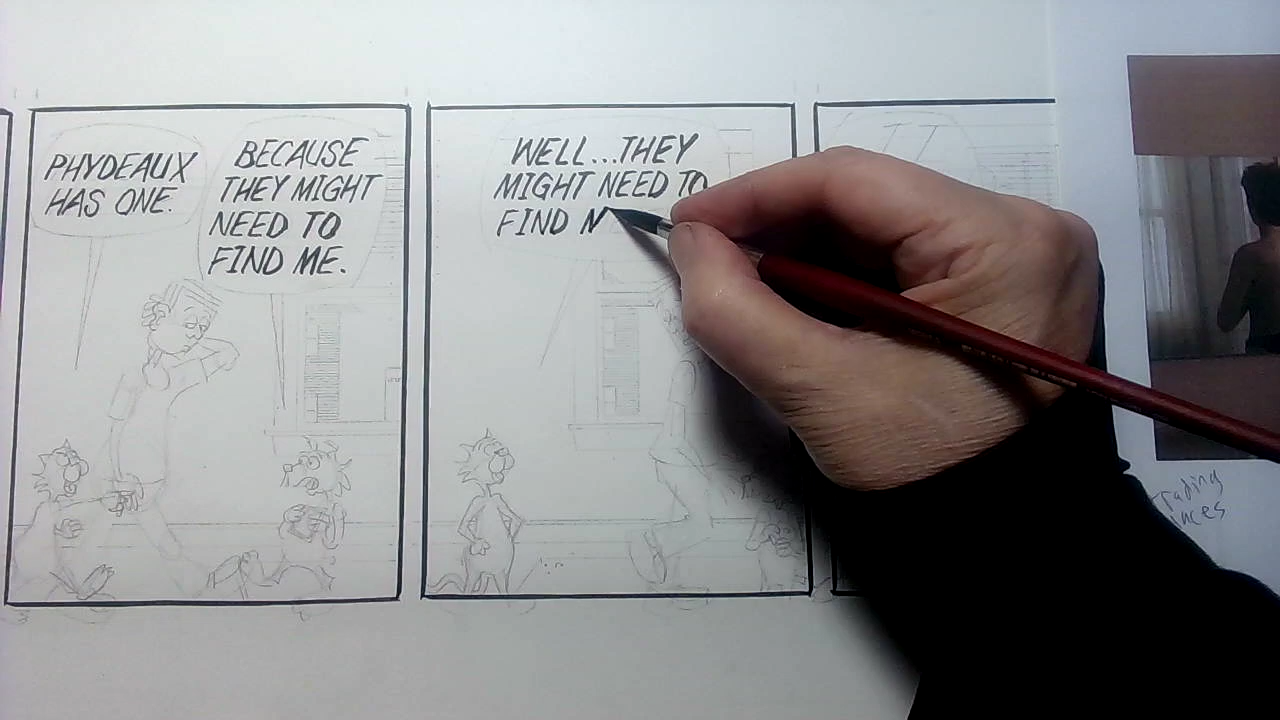 PHYDEAUX
HAS ONE.
BECAUSE
THEY MIGHT
NEED TO
FIND ME.
WELL...THEY
MIGHT NEED TO
FIND N